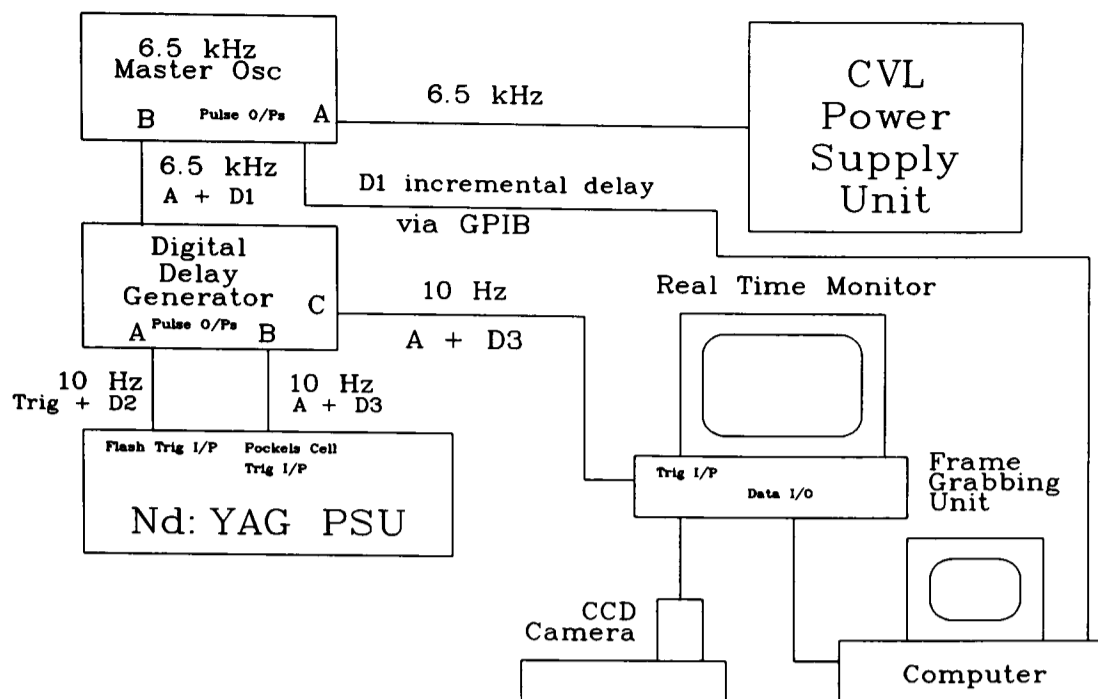 6.5 kHz
Master Osc
B Pulse O/Ps A
6.5 kHz
CVL
Power
Supply
Unit
6.5 kHz
A + D1
D1 incremental delay
via GPIB
Digital
Delay
Generator
C
A Pulse O/Ps B
10 Hz
A + D3
Real Time Monitor
10 Hz
Trig + D2
10 Hz
A + D3
Flash Trig I/P
Pockels Cell
Trig I/P
Nd: YAG PSU
Trig I/P
Data I/O
Frame
Grabbing
Unit
CCD
Camera
Computer